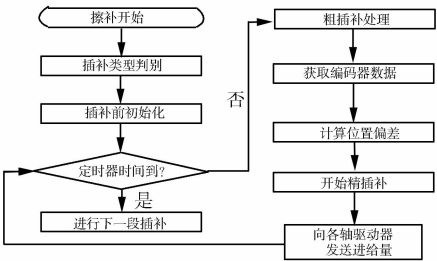 擦补开始
插补类型判别
插补前初始化
定时器时间到?
是
进行下一段插补
否
粗插补处理
获取编码器数据
计算位置偏差
开始精插补
向各轴驱动器
发送进给量